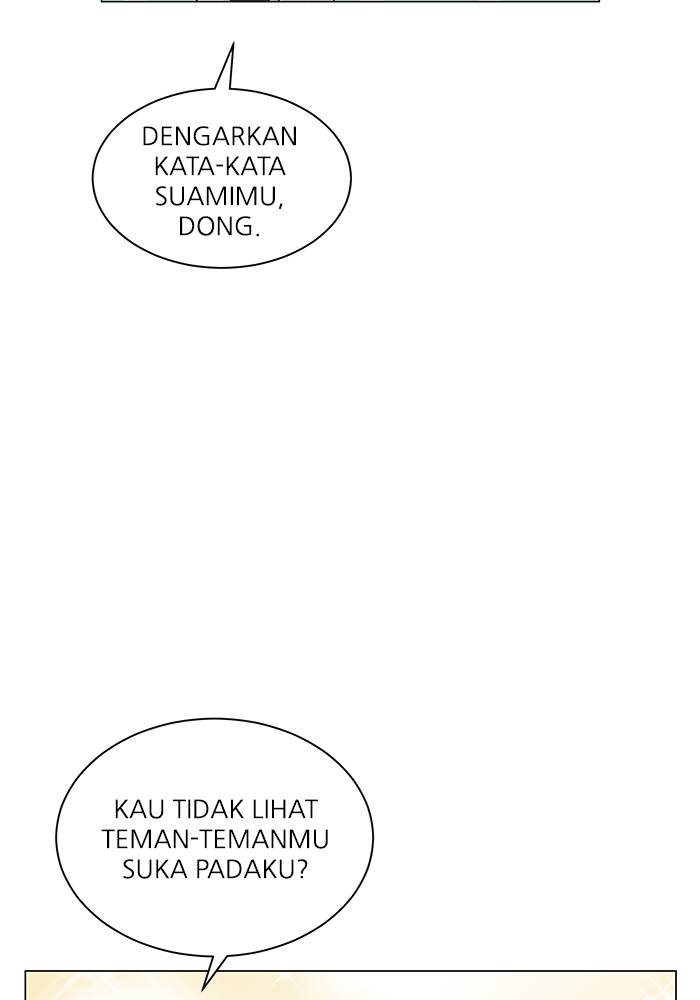 DENGARKAN
KATA-KATA
SUAMIMU,
DONG.
KAU TIDAK LIHAT
TEMAN-TEMANMU
SUKA PADAKU?